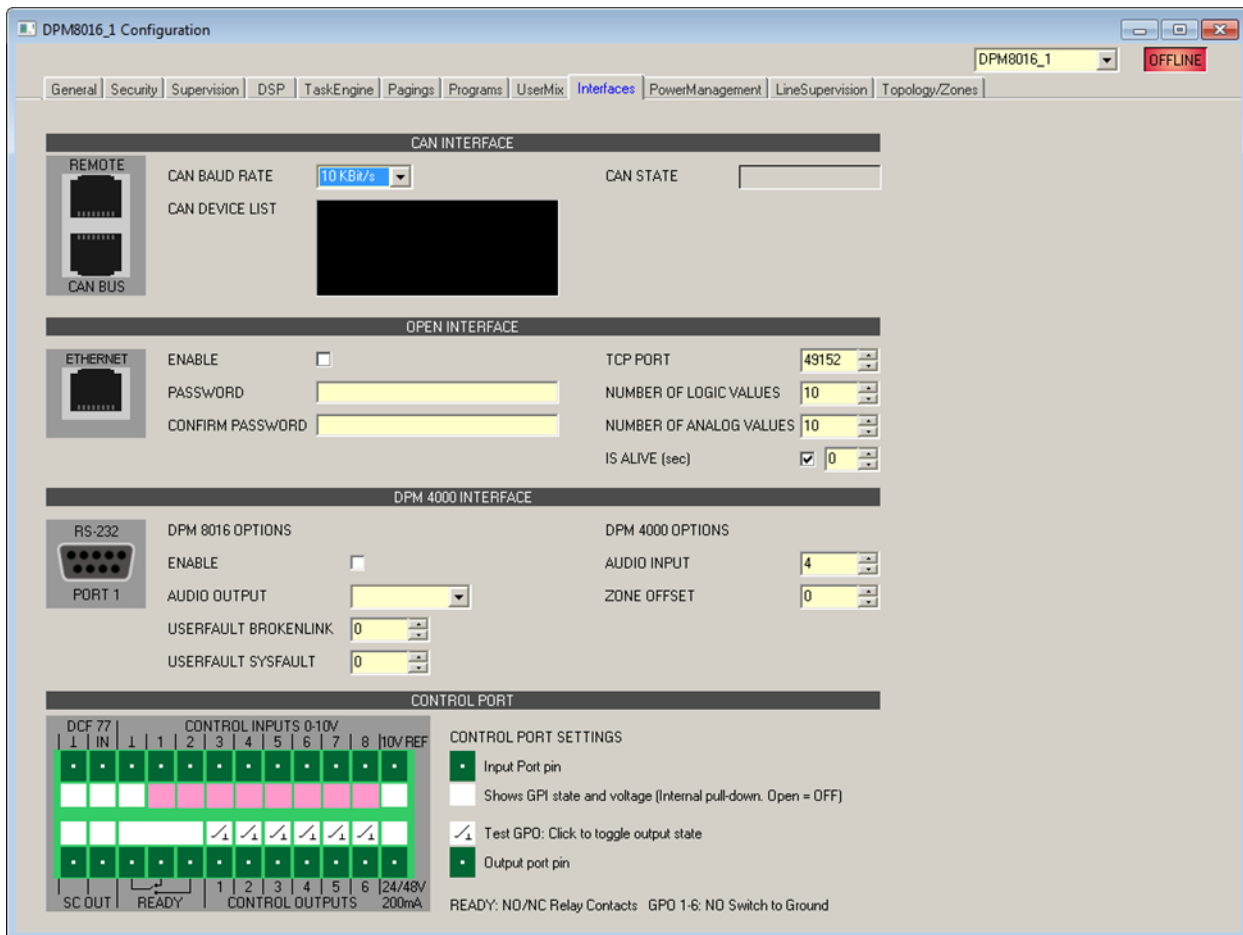 DPM8016_1 Configuration
DPM8016_1
OFFLINE
General Security Supervision DSP TaskEngine Pagings Programs UserMix Interfaces PowerManagement LineSupervision Topology/Zones
CAN INTERFACE
REMOTE
CAN BUS
CAN BAUD RATE 10 KBit/s
CAN STATE
CAN DEVICE LIST
OPEN INTERFACE
ETHERNET
ENABLE
PASSWORD
CONFIRM PASSWORD
TCP PORT 49152
NUMBER OF LOGIC VALUES 10
NUMBER OF ANALOG VALUES 10
IS ALIVE (sec) 0
DPM 4000 INTERFACE
RS-232
PORT 1
DPM 8016 OPTIONS
ENABLE
AUDIO OUTPUT
USERFAULT BROKENLINK 0
USERFAULT SYSFAULT 0
DPM 4000 OPTIONS
AUDIO INPUT 4
ZONE OFFSET 0
CONTROL PORT
DCF 77 | CONTROL INPUTS 0-10V
| ⊥ | IN | ⊥ | 1 | 2 | 3 | 4 | 5 | 6 | 7 | 8 |10V REF
| 1 | 2 | 3 | 4 | 5 | 6 |24/48V
SC OUT | READY | CONTROL OUTPUTS 200mA
CONTROL PORT SETTINGS
Input Port pin
Shows GPI state and voltage (Internal pull-down. Open = OFF)
Test GPO: Click to toggle output state
Output port pin
READY: NO/NC Relay Contacts GPO 1-6: NO Switch to Ground